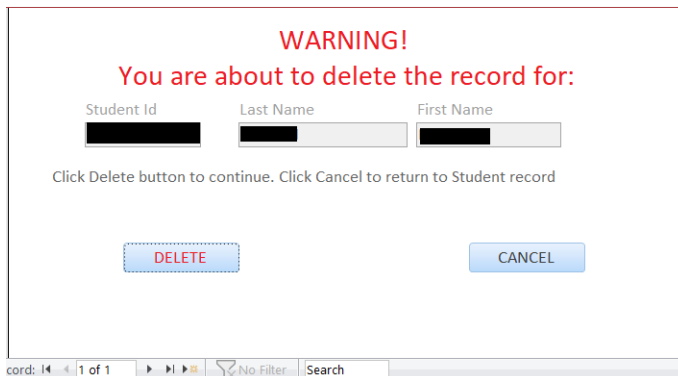 WARNING!
You are about to delete the record for:
Student Id Last Name First Name
Click Delete button to continue. Click Cancel to return to Student record
DELETE CANCEL
cord: 1 of 1 No Filter Search